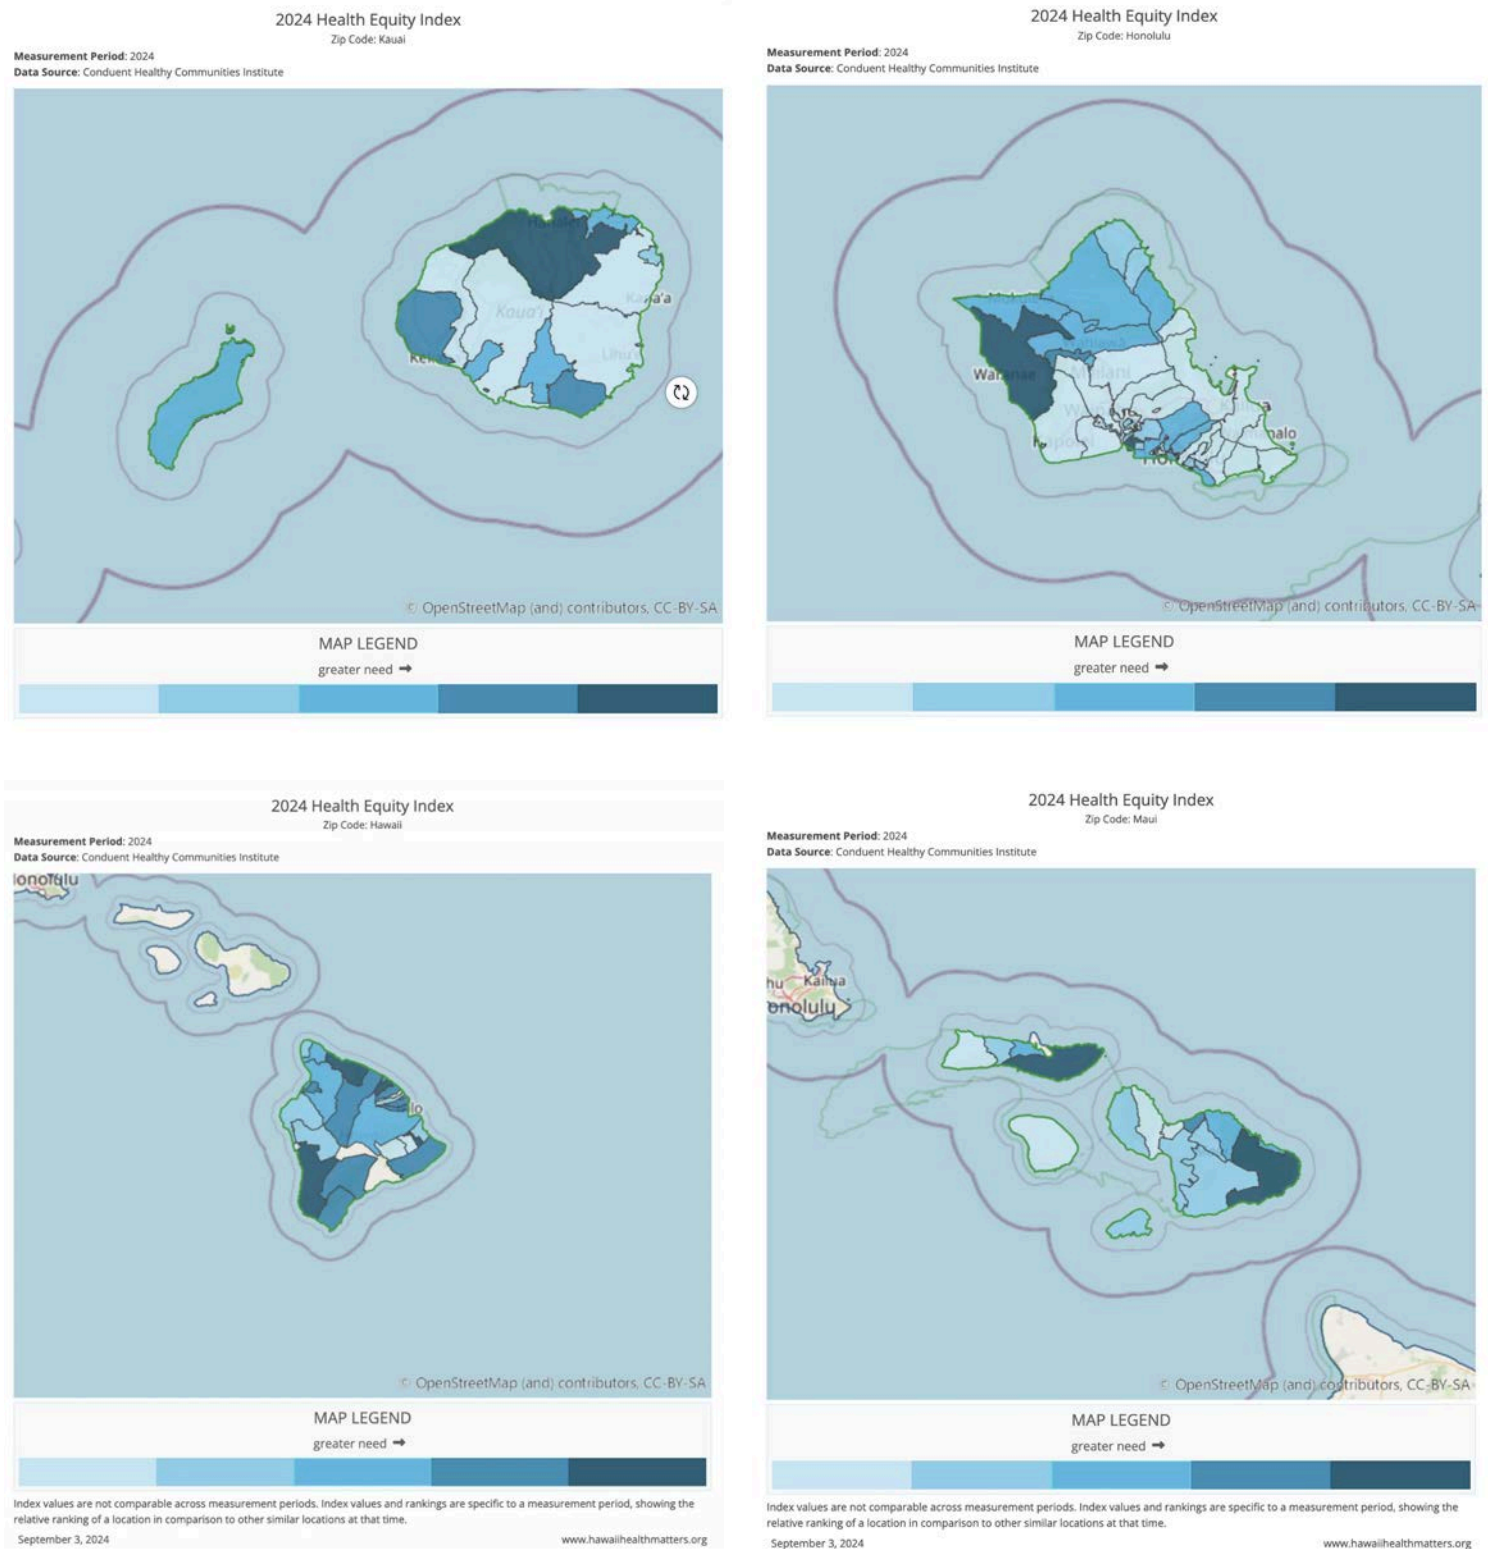 2024 Health Equity Index
Zip Code: Kauai
Measurement Period: 2024
Data Source: Conduent Healthy Communities Institute
Kaua'i
© OpenStreetMap (and) contributors, CC-BY-SA
MAP LEGEND
greater need ➞
2024 Health Equity Index
Zip Code: Honolulu
Measurement Period: 2024
Data Source: Conduent Healthy Communities Institute
Mililani
© OpenStreetMap (and) contributors, CC-BY-SA
MAP LEGEND
greater need ➞
2024 Health Equity Index
Zip Code: Hawaii
Measurement Period: 2024
Data Source: Conduent Healthy Communities Institute
onolulu
lo
© OpenStreetMap (and) contributors, CC-BY-SA
MAP LEGEND
greater need ➞
Index values are not comparable across measurement periods. Index values and rankings are specific to a measurement period, showing the
relative ranking of a location in comparison to other similar locations at that time.
September 3, 2024 www.hawaiihealthmatters.org
2024 Health Equity Index
Zip Code: Maui
Measurement Period: 2024
Data Source: Conduent Healthy Communities Institute
hu Kailua
onolulu
© OpenStreetMap (and) contributors, CC-BY-SA
MAP LEGEND
greater need ➞
Index values are not comparable across measurement periods. Index values and rankings are specific to a measurement period, showing the
relative ranking of a location in comparison to other similar locations at that time.
September 3, 2024 www.hawaiihealthmatters.org